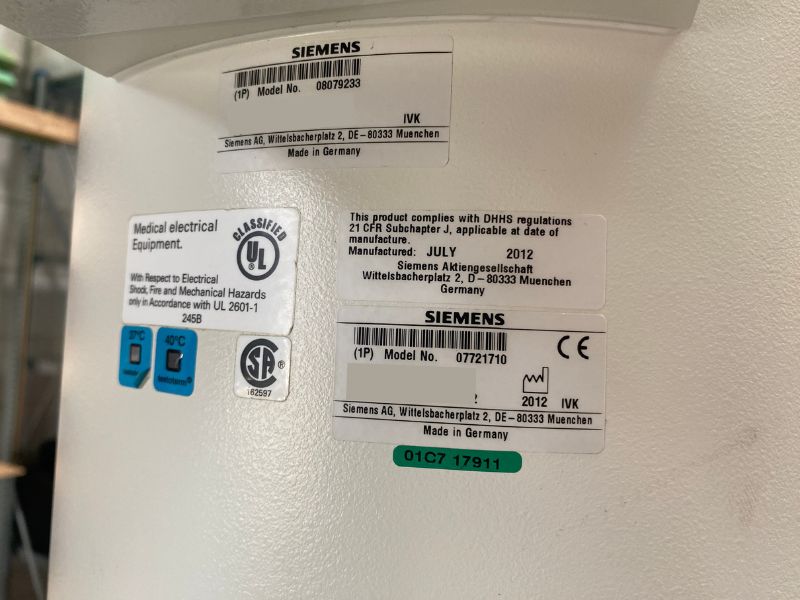 SIEMENS
(1P) Model No. 08079233
IVK
Siemens AG, Wittelsbacherplatz 2, DE-80333 Muenchen
Made in Germany
Medical electrical
Equipment.
CLASSIFIED
UL
With Respect to Electrical
Shock, Fire and Mechanical Hazards
only in Accordance with UL 2601-1
245B
This product complies with DHHS regulations
21 CFR Subchapter J, applicable at date of
manufacture.
Manufactured: JULY 2012
Siemens Aktiengesellschaft
Wittelsbacherplatz 2, D-80333 Muenchen
Germany
SIEMENS
(1P) Model No. 07721710
CE
2012 IVK
Siemens AG, Wittelsbacherplatz 2, DE-80333 Muenchen
Made in Germany
37°C
40°C
testoterm®
SA ®
162597
01C7 17911